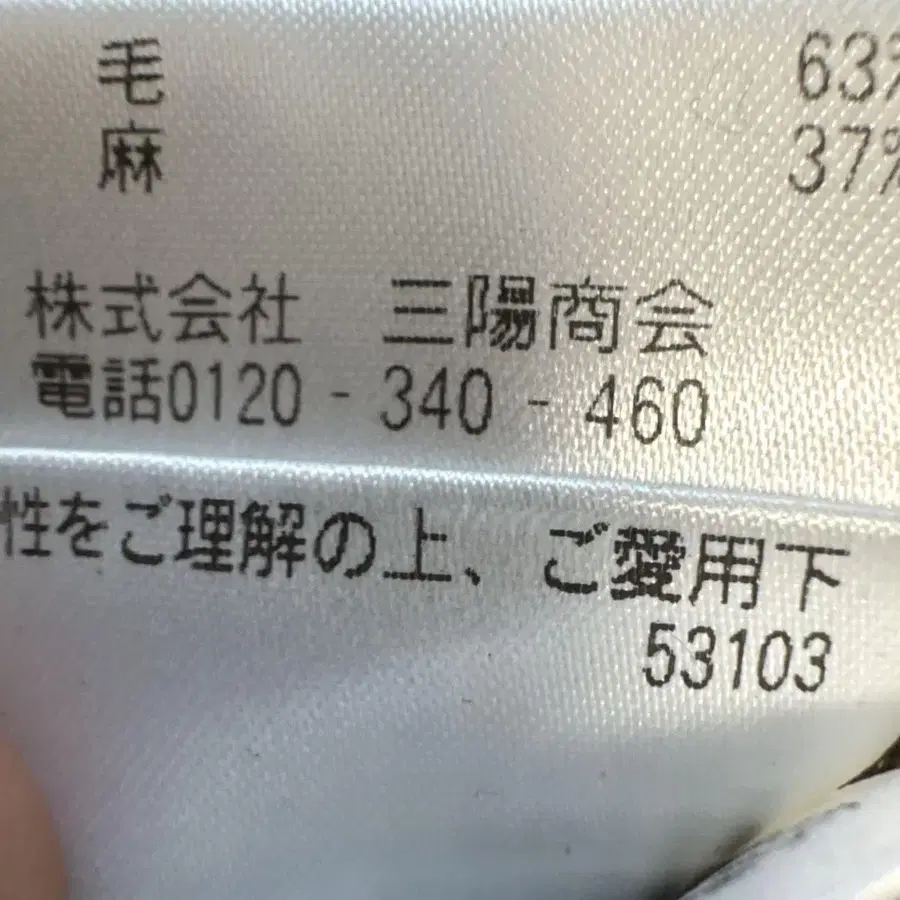 毛 63%
麻 37%
株式会社 三陽商会
電話0120-340-460
性をご理解の上、ご愛用下
53103